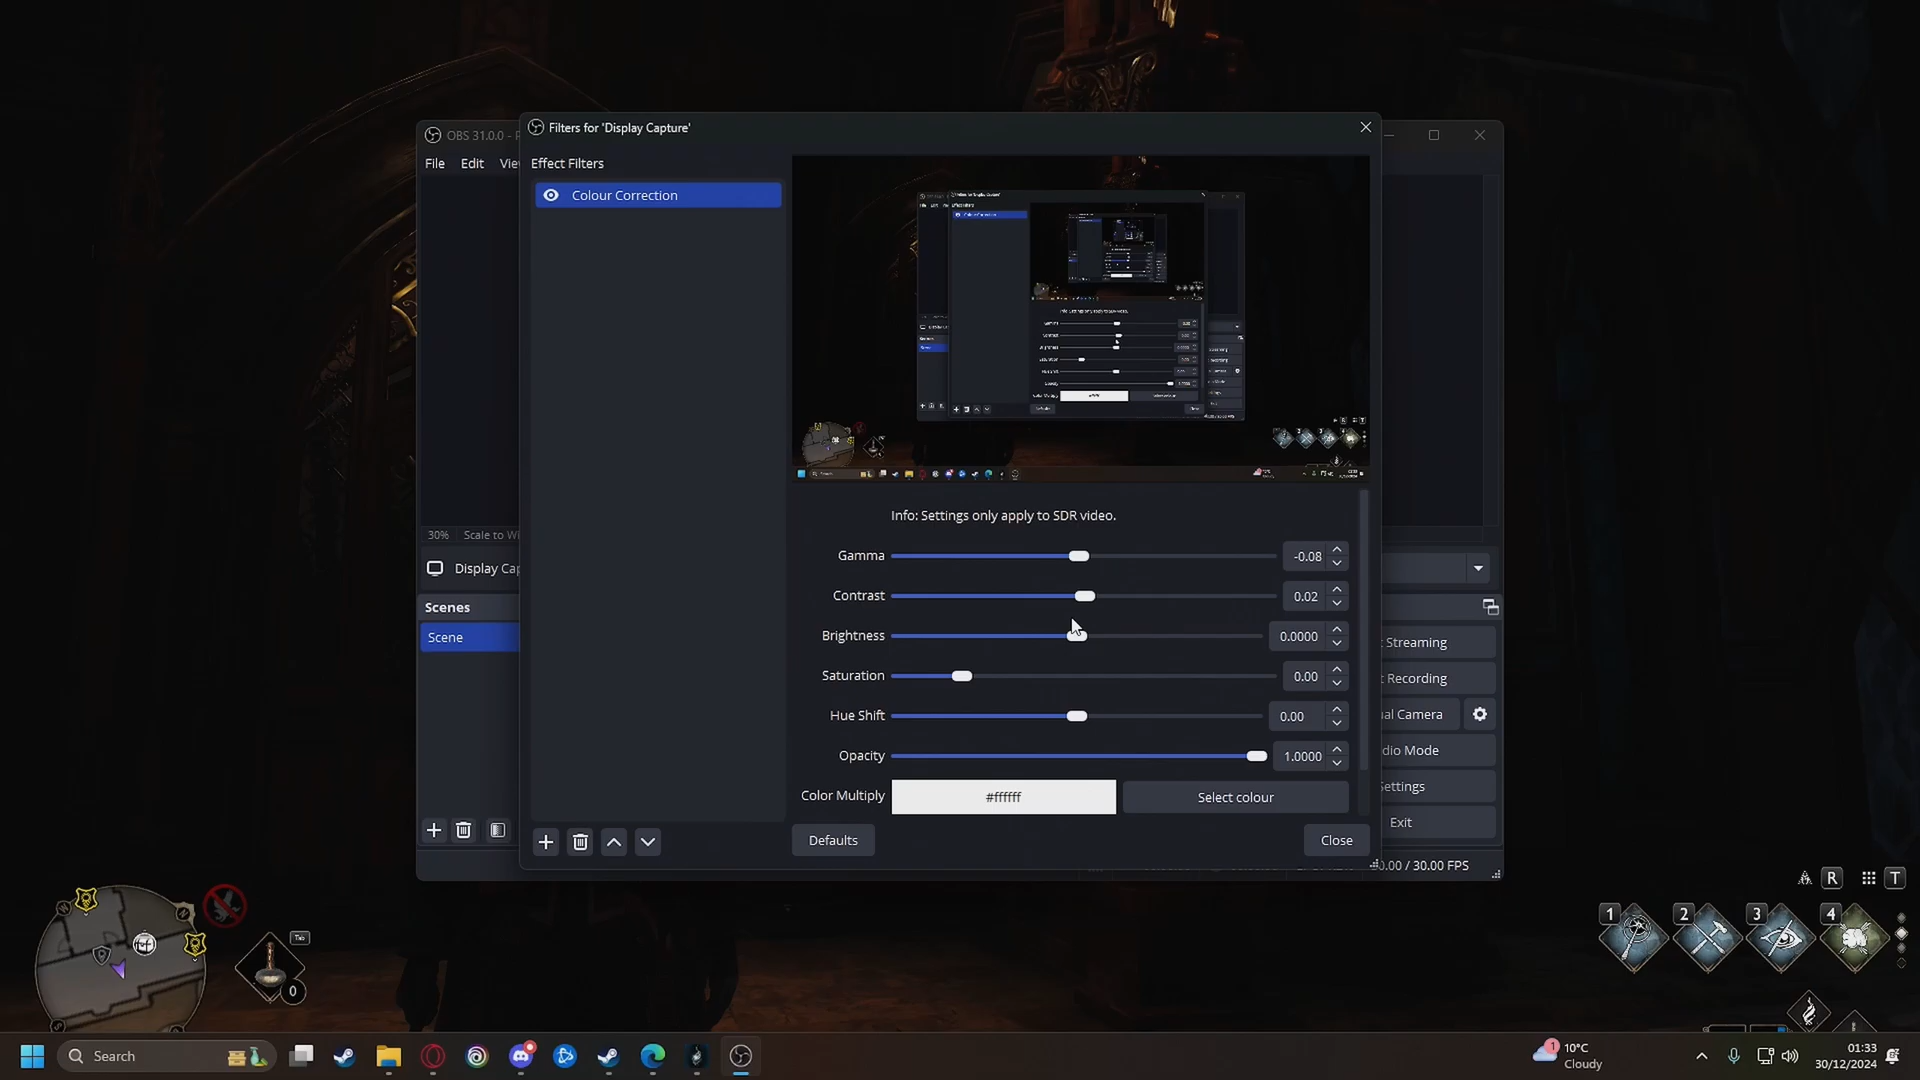 OBS 31.0.0 - P
Filters for 'Display Capture'
File Edit Vie
Effect Filters
Colour Correction
Info: Settings only apply to SDR video.
Gamma -0.08
Contrast 0.02
Brightness 0.0000
Saturation 0.00
Hue Shift 0.00
Opacity 1.0000
Color Multiply #ffffff Select colour
Defaults Close
30% Scale to Wi
Display Cap
Scenes
Scene
t Streaming
t Recording
ual Camera
dio Mode
Settings
Exit
0.00 / 30.00 FPS
R T
1 2 3 4
Tab
0
Search
1
10°C
Cloudy
01:33
30/12/2024